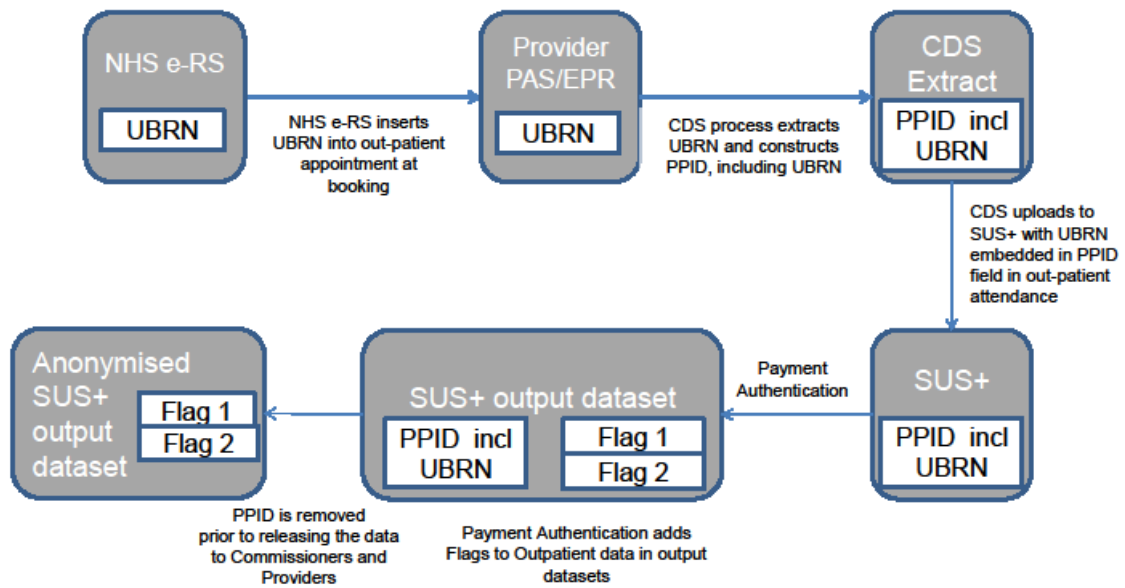 NHS e-RS
UBRN
NHS e-RS inserts
UBRN into out-patient
appointment at
booking
Provider
PAS/EPR
UBRN
CDS process extracts
UBRN and constructs
PPID, including UBRN
CDS
Extract
PPID incl
UBRN
CDS uploads to
SUS+ with UBRN
embedded in PPID
field in out-patient
attendance
SUS+
PPID incl
UBRN
Payment
Authentication
SUS+ output dataset
PPID incl
UBRN
Flag 1
Flag 2
Payment Authentication adds
Flags to Outpatient data in output
datasets
Anonymised
SUS+
output
dataset
Flag 1
Flag 2
PPID is removed
prior to releasing the data
to Commissioners and
Providers